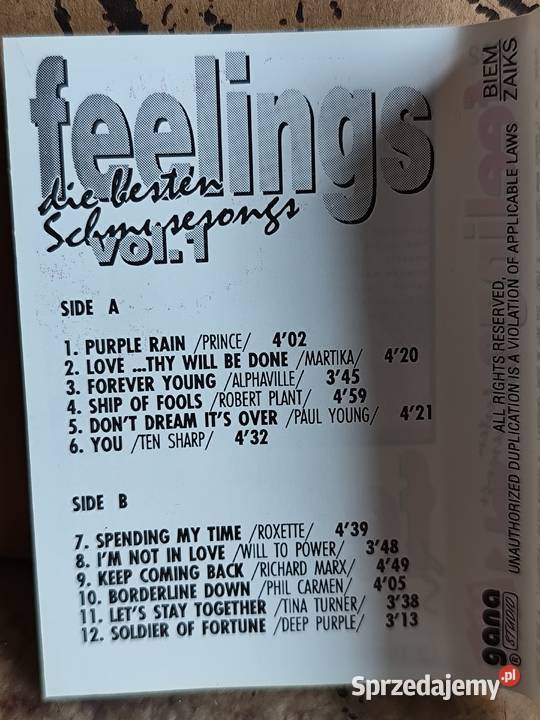 feelings
die besten
Schmusesongs
vol.1
SIDE A
1. PURPLE RAIN /PRINCE/ 4'02
2. LOVE ...THY WILL BE DONE /MARTIKA/ 4'20
3. FOREVER YOUNG /ALPHAVILLE/ 3'45
4. SHIP OF FOOLS /ROBERT PLANT/ 4'59
5. DON'T DREAM IT'S OVER /PAUL YOUNG/ 4'21
6. YOU /TEN SHARP/ 4'32
SIDE B
7. SPENDING MY TIME /ROXETTE/ 4'39
8. I'M NOT IN LOVE /WILL TO POWER/ 3'48
9. KEEP COMING BACK /RICHARD MARX/ 4'49
10. BORDERLINE DOWN /PHIL CARMEN/ 4'05
11. LET'S STAY TOGETHER /TINA TURNER/ 3'38
12. SOLDIER OF FORTUNE /DEEP PURPLE/ 3'13
gana
STUDIO ®
ALL RIGHTS RESERVED,
UNAUTHORIZED DUPLICATION IS A VIOLATION OF APPLICABLE LAWS
BIEM
ZAIKS
Sprzedajemy.pl